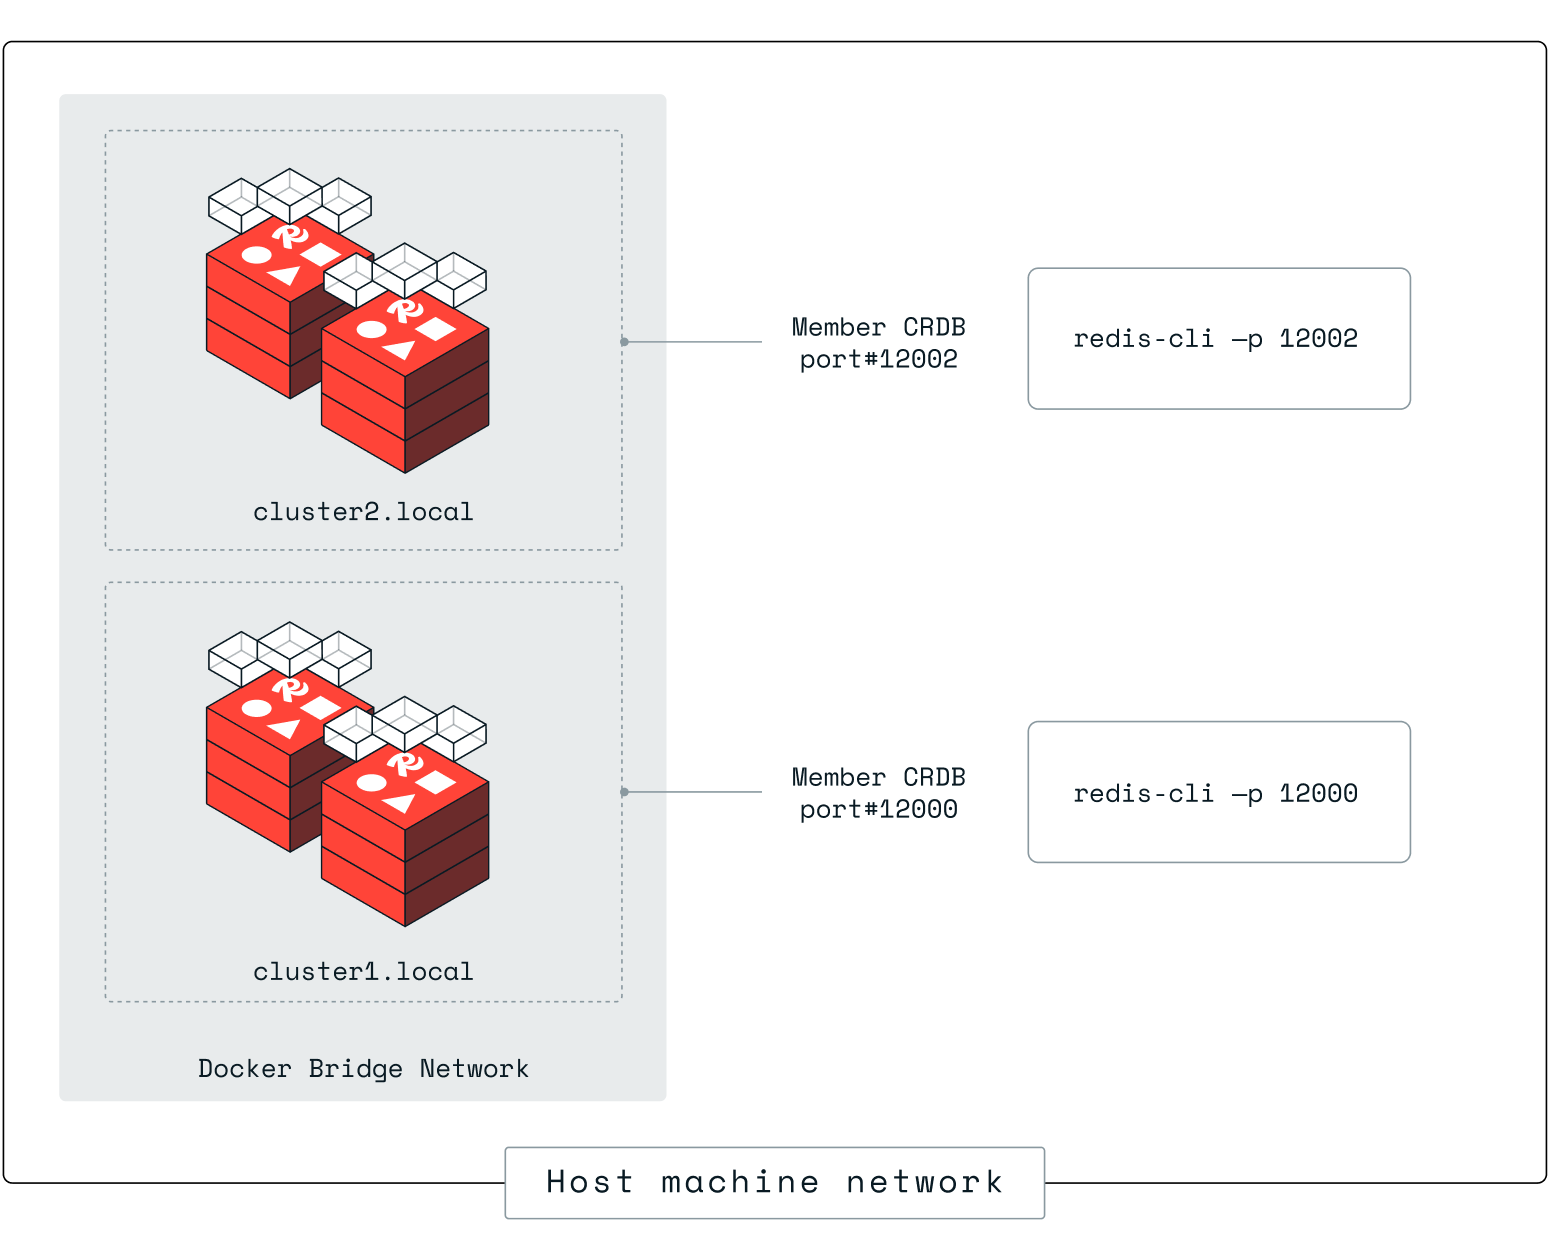 Member CRDB
port#12002
redis-cli —p 12002
cluster2.local
Member CRDB
port#12000
redis-cli —p 12000
cluster1.local
Docker Bridge Network
Host machine network